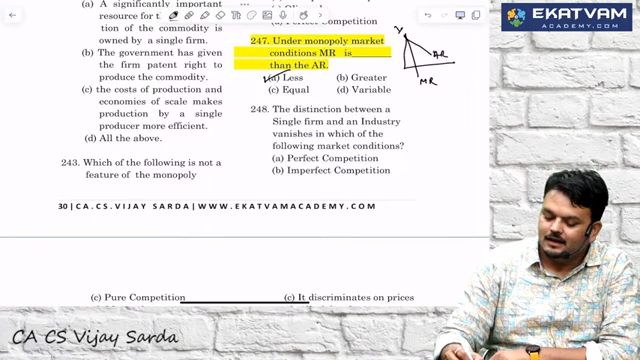 (a) A significantly important
resource for t
tion of the commodity is
owned by a single firm.
(b) The government has given
the firm patent right to
produce the commodity.
(c) the costs of production and
economies of scale makes
production by a single
producer more efficient.
(d) All the above.
243. Which of the following is not a
feature of the monopoly
Competition
247. Under monopoly market
conditions MR is________
than the AR.
(a) Less (b) Greater
(c) Equal (d) Variable
AR
MR
248. The distinction between a
Single firm and an Industry
vanishes in which of the
following market conditions?
(a) Perfect Competition
(b) Imperfect Competition
30|CA.CS.VIJAY SARDA|WWW.EKATVAMACADEMY.COM
(c) Pure Competition (c) It discriminates on prices
EKATVAM
ACADEMY.COM
CA CS Vijay Sarda